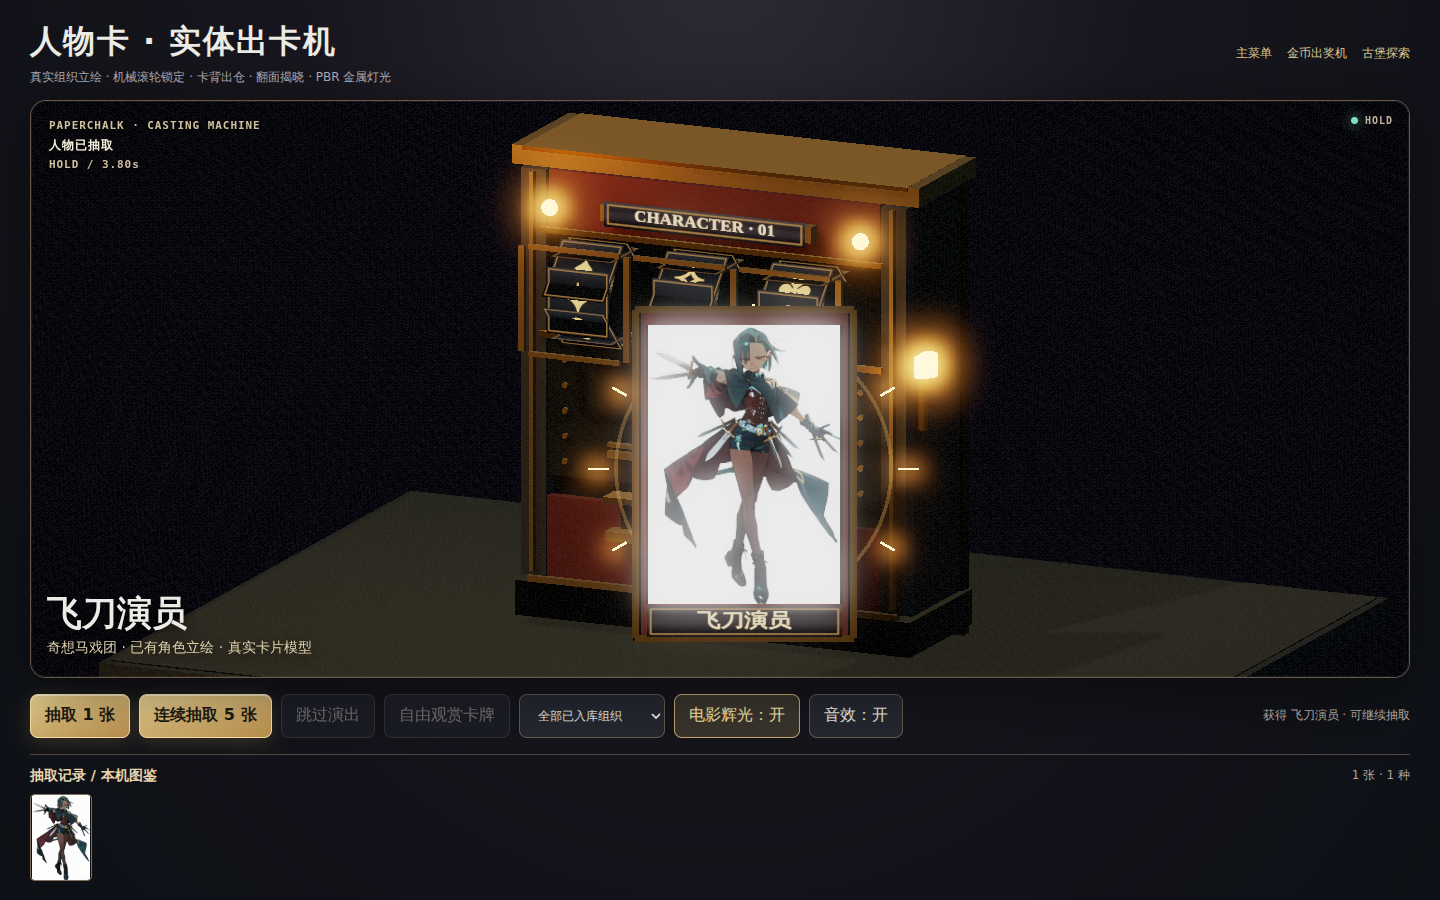 人物卡 · 实体出卡机
真实组织立绘 · 机械滚轮锁定 · 卡背出仓 · 翻面揭晓 · PBR 金属灯光
主菜单 金币出奖机 古堡探索
PAPERCHALK · CASTING MACHINE
人物已抽取
HOLD / 3.80s
HOLD
CHARACTER · 01
飞刀演员
飞刀演员
奇想马戏团 · 已有角色立绘 · 真实卡片模型
抽取 1 张
连续抽取 5 张
跳过演出
自由观赏卡牌
全部已入库组织
电影辉光：开
音效：开
获得 飞刀演员 · 可继续抽取
抽取记录 / 本机图鉴
1 张 · 1 种